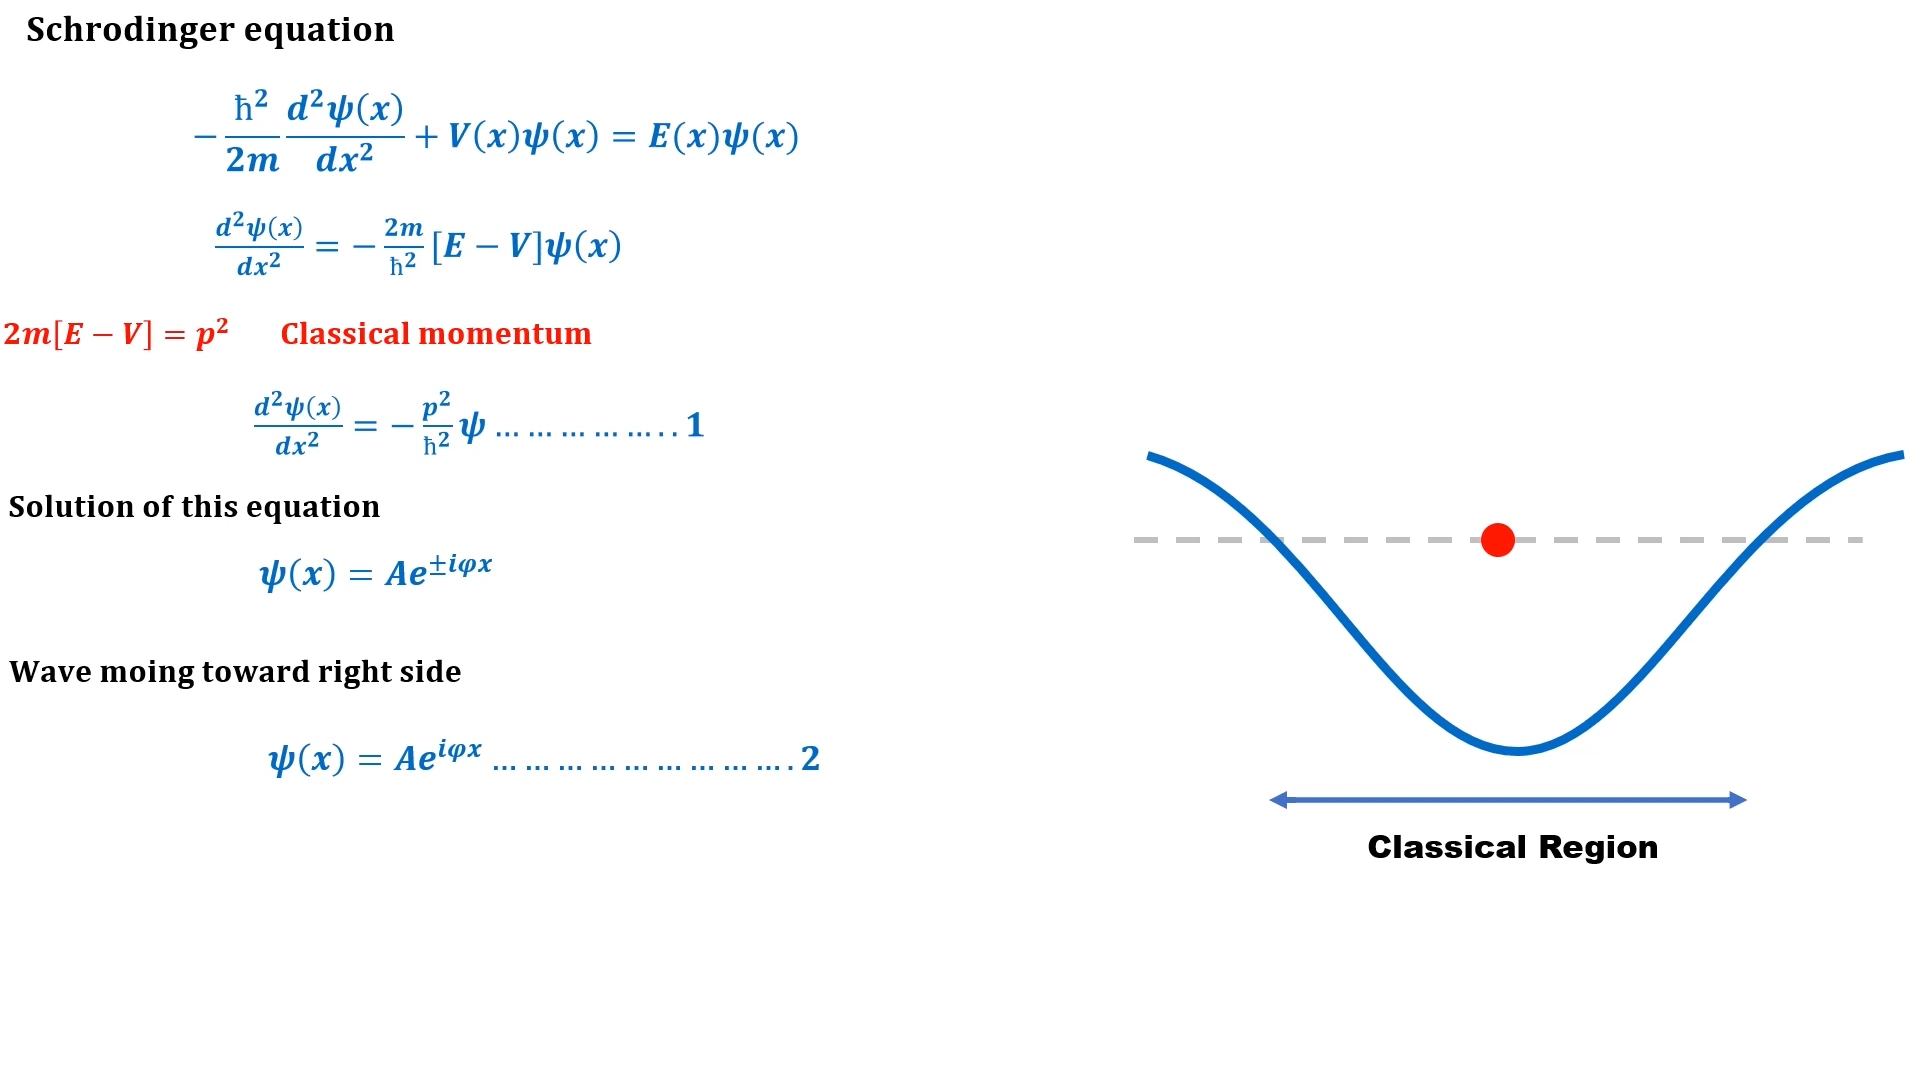 Schrodinger equation
−ħ²/2m d²ψ(x)/dx² + V(x)ψ(x) = E(x)ψ(x)
d²ψ(x)/dx² = −2m/ħ² [E − V]ψ(x)
2m[E − V] = p² Classical momentum
d²ψ(x)/dx² = −p²/ħ² ψ … … … … … . . 1
Solution of this equation
ψ(x) = Ae^±iφx
Wave moing toward right side
ψ(x) = Ae^iφx … … … … … … … … … . 2
Classical Region